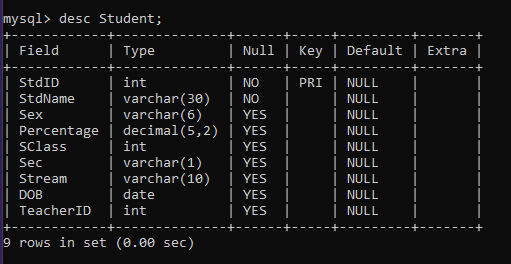 mysql> desc Student;
+------------+--------------+------+-----+---------+-------+
| Field      | Type         | Null | Key | Default | Extra |
+------------+--------------+------+-----+---------+-------+
| StdID      | int          | NO   | PRI | NULL    |       |
| StdName    | varchar(30)  | NO   |     | NULL    |       |
| Sex        | varchar(6)   | YES  |     | NULL    |       |
| Percentage | decimal(5,2) | YES  |     | NULL    |       |
| SClass     | int          | YES  |     | NULL    |       |
| Sec        | varchar(1)   | YES  |     | NULL    |       |
| Stream     | varchar(10)  | YES  |     | NULL    |       |
| DOB        | date         | YES  |     | NULL    |       |
| TeacherID  | int          | YES  |     | NULL    |       |
+------------+--------------+------+-----+---------+-------+
9 rows in set (0.00 sec)